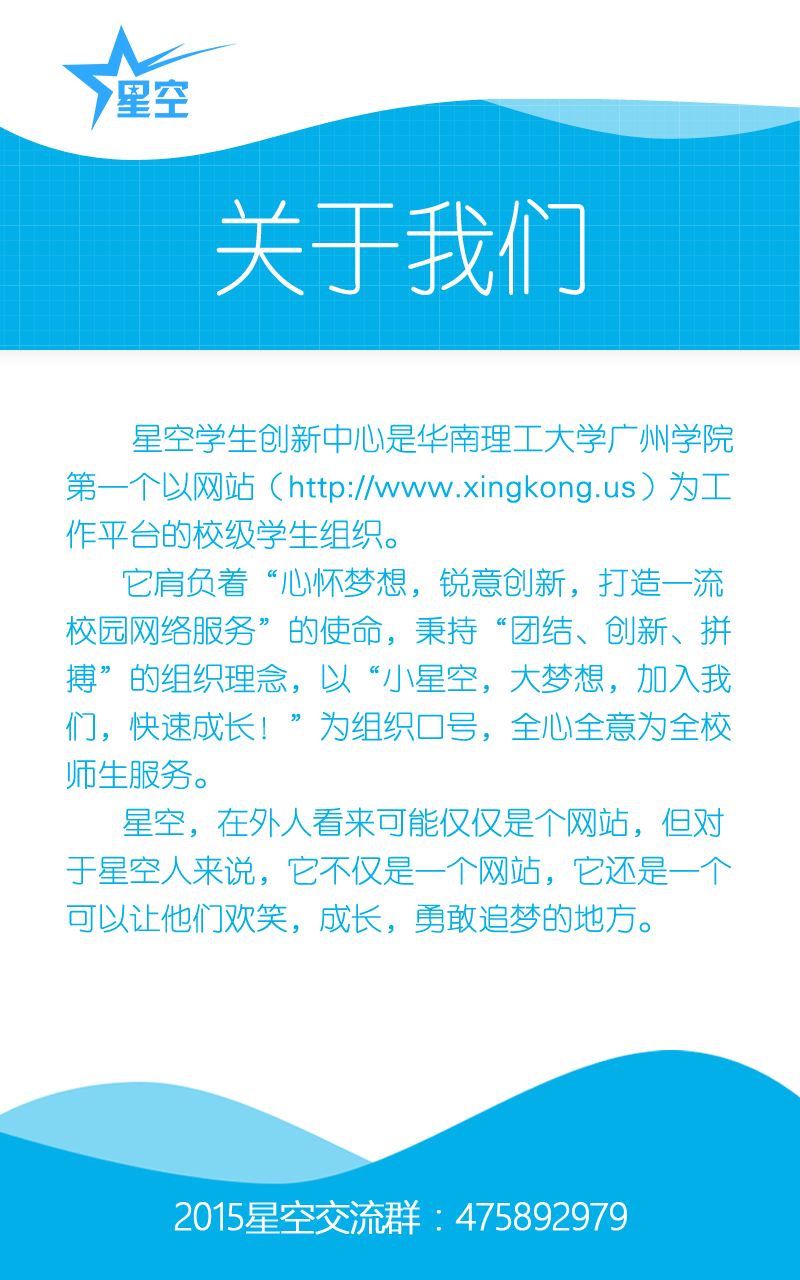 星空
关于我们
星空学生创新中心是华南理工大学广州学院
第一个以网站（http://www.xingkong.us）为工
作平台的校级学生组织。
它肩负着“心怀梦想，锐意创新，打造一流
校园网络服务”的使命，秉持“团结、创新、拼
搏”的组织理念，以“小星空，大梦想，加入我
们，快速成长！”为组织口号，全心全意为全校
师生服务。
星空，在外人看来可能仅仅是个网站，但对
于星空人来说，它不仅是一个网站，它还是一个
可以让他们欢笑，成长，勇敢追梦的地方。
2015星空交流群：475892979